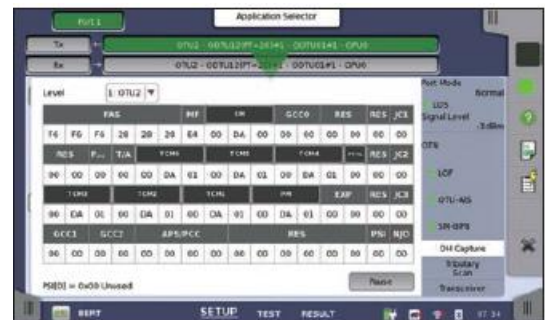 Port 1
Application Selector
Tx
OTU2 - ODTU12(PT=20)#1 - ODTU01#1 - OPU0
Rx
OTU2 - ODTU12(PT=20)#1 - ODTU01#1 - OPU0
Port Mode
Normal
Level
1: OTU2
LOS
Signal Level
-3dBm
FAS MF SM GCC0 RES RES JC1
F6 F6 F6 28 28 28 E4 00 DA 00 00 00 00 00 00 00
OTN
RES T/A TCM6 TCM5 TCM4 RES JC2
00 00 00 00 00 DA 01 00 DA 01 00 DA 01 00 00 00
LOF
TCM3 TCM2 TCM1 PM EXP RES JC3
00 DA 01 00 DA 01 00 DA 01 00 DA 01 00 00 00 00
OTU-AIS
GCC1 GCC2 APS/PCC RES PSI NJO
00 00 00 00 00 00 00 00 00 00 00 00 00 00 00 00
SM-BIP8
OH Capture
Tributary
Scan
PSI[0] = 0x00 Unused
Pause
Transceiver
BERT
SETUP
TEST
RESULT